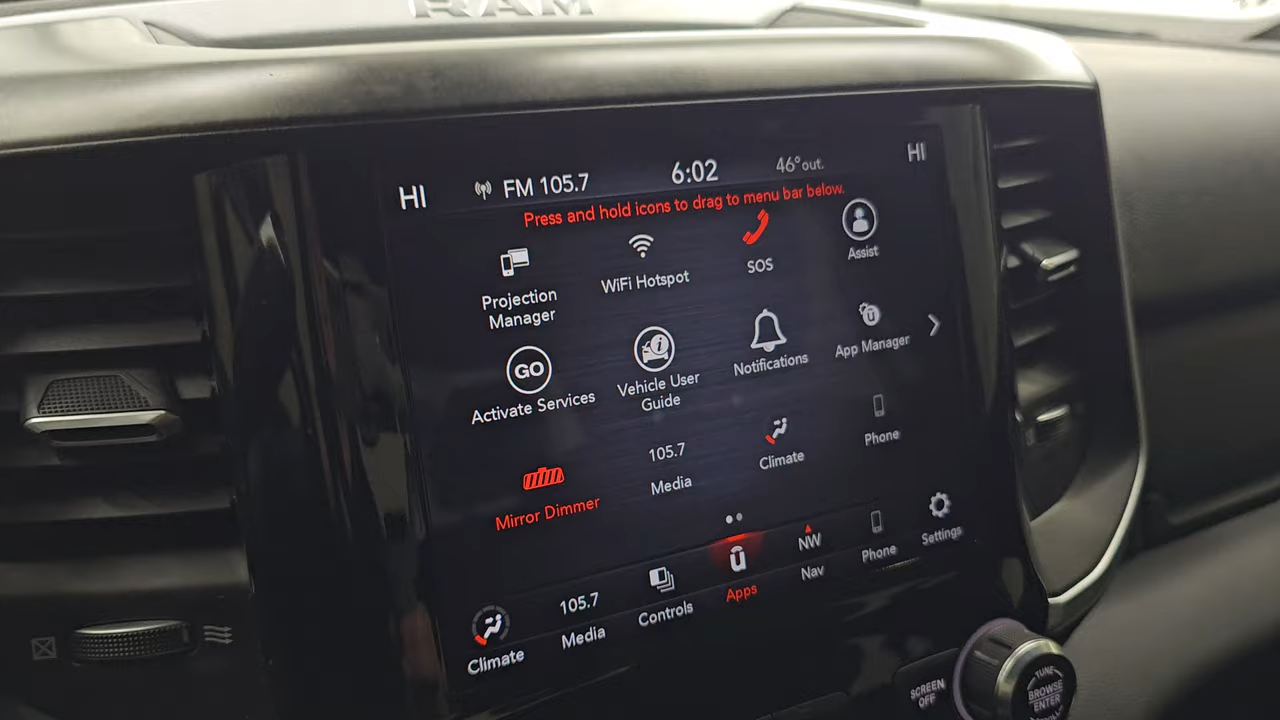 RAM
HI
FM 105.7
6:02
46° out.
HI
Press and hold icons to drag to menu bar below.
Projection
Manager
WiFi Hotspot
SOS
Assist
GO
Activate Services
Vehicle User
Guide
Notifications
App Manager
Mirror Dimmer
105.7
Media
Climate
Phone
Climate
105.7
Media
Controls
Apps
NW
Nav
Phone
Settings
SCREEN
OFF
TUNE
BROWSE
ENTER